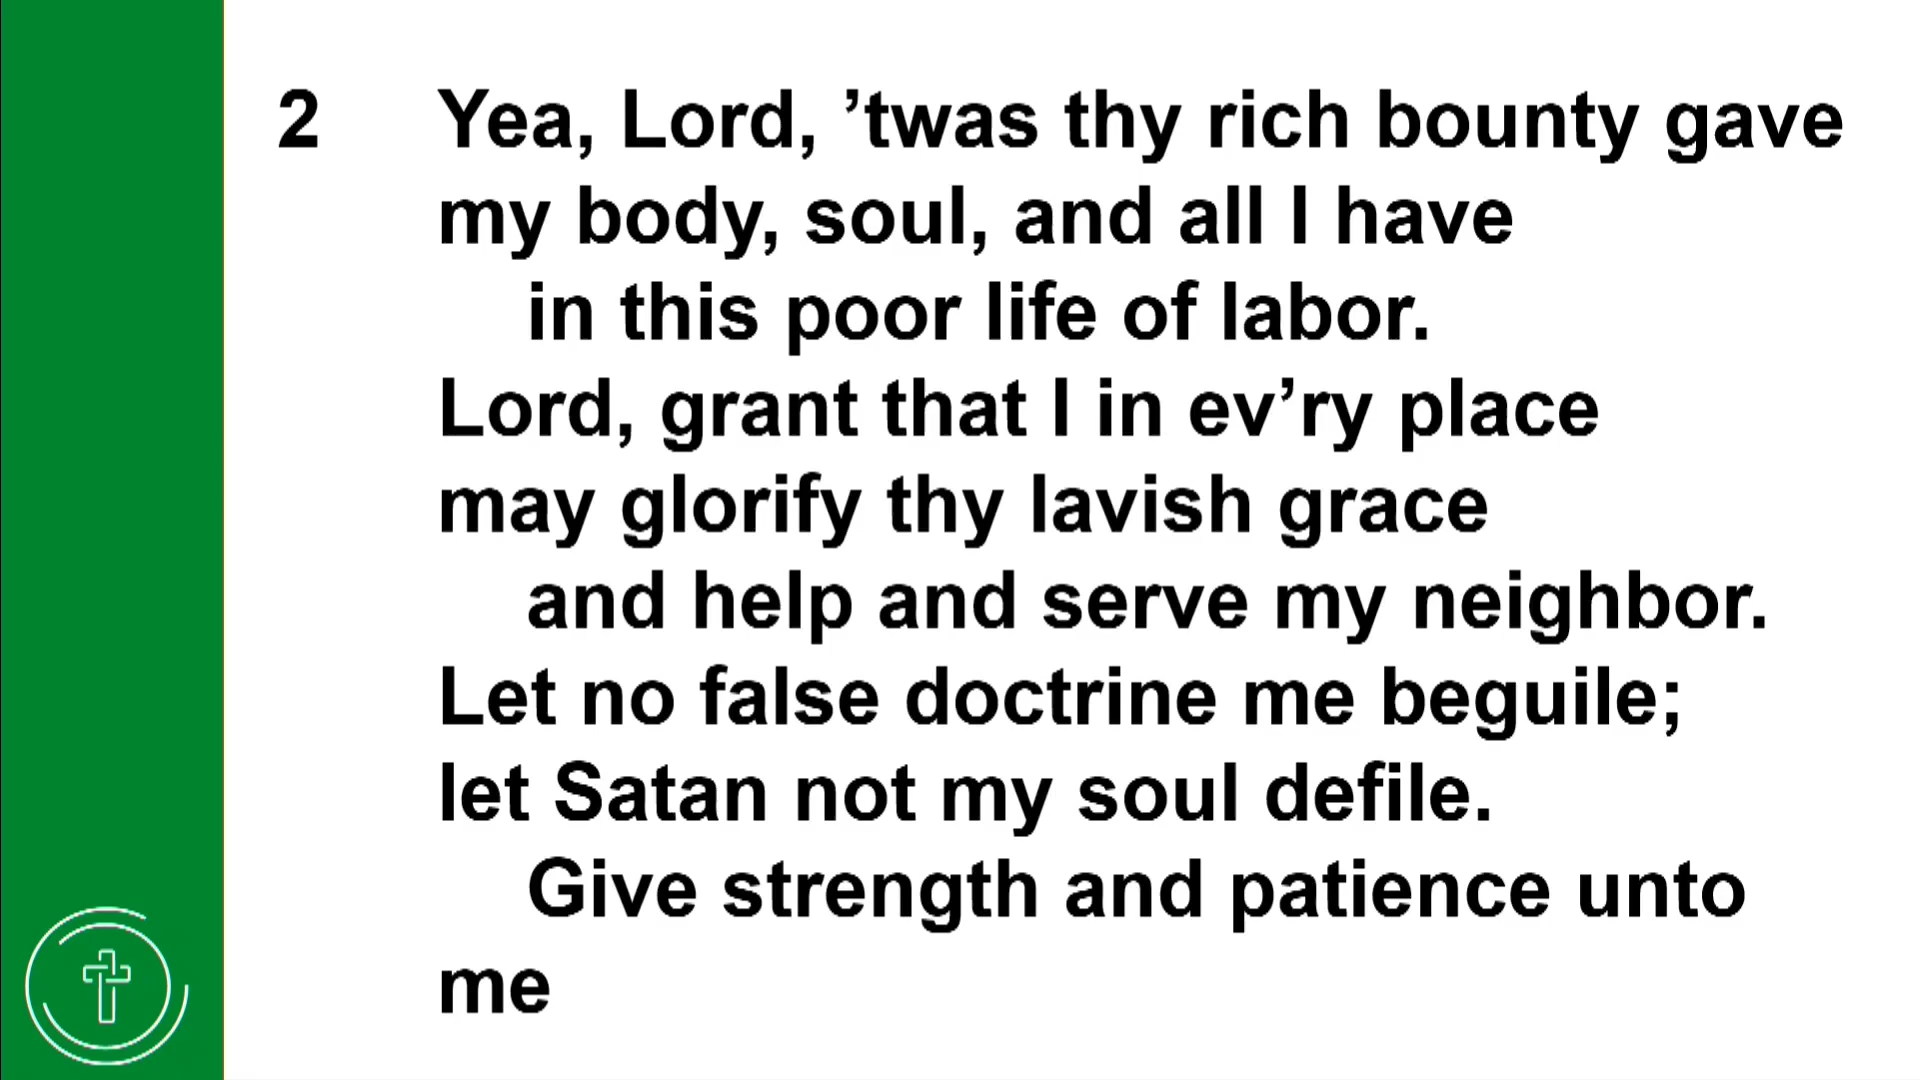 2 Yea, Lord, ’twas thy rich bounty gave
my body, soul, and all I have
in this poor life of labor.
Lord, grant that I in ev’ry place
may glorify thy lavish grace
and help and serve my neighbor.
Let no false doctrine me beguile;
let Satan not my soul defile.
Give strength and patience unto
me